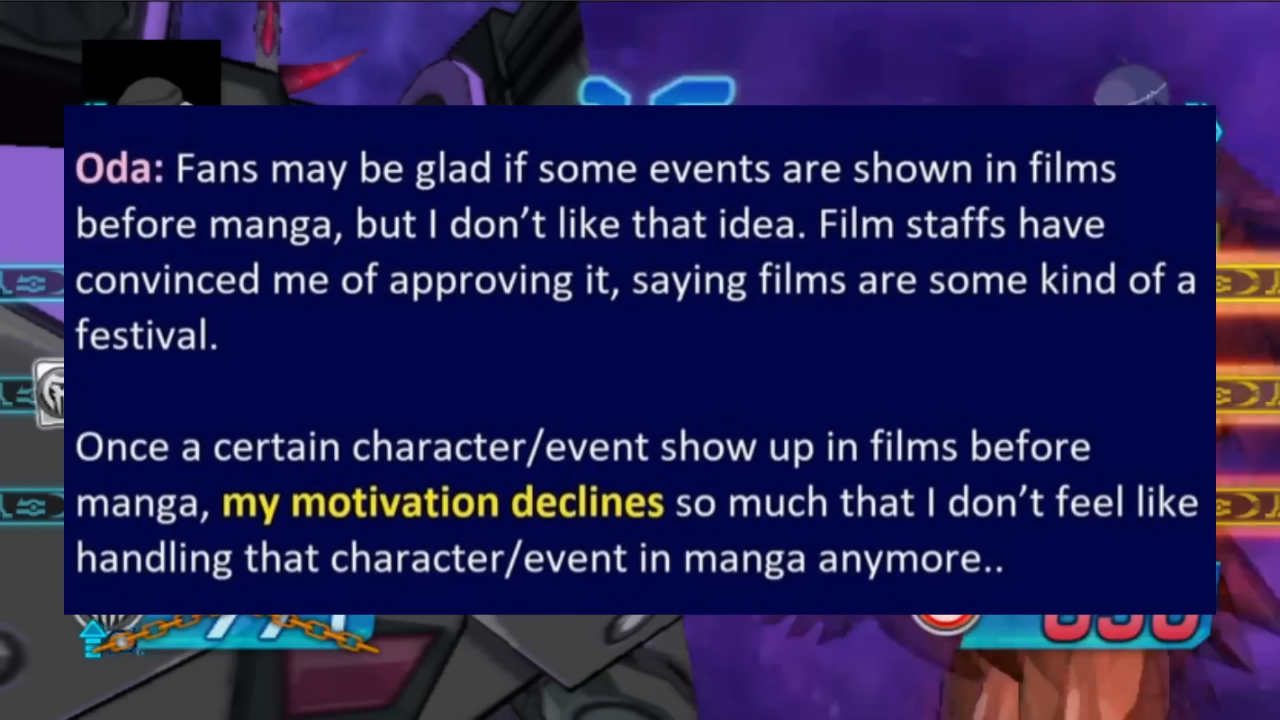 Oda: Fans may be glad if some events are shown in films
before manga, but I don’t like that idea. Film staffs have
convinced me of approving it, saying films are some kind of a
festival.
Once a certain character/event show up in films before
manga, my motivation declines so much that I don’t feel like
handling that character/event in manga anymore..